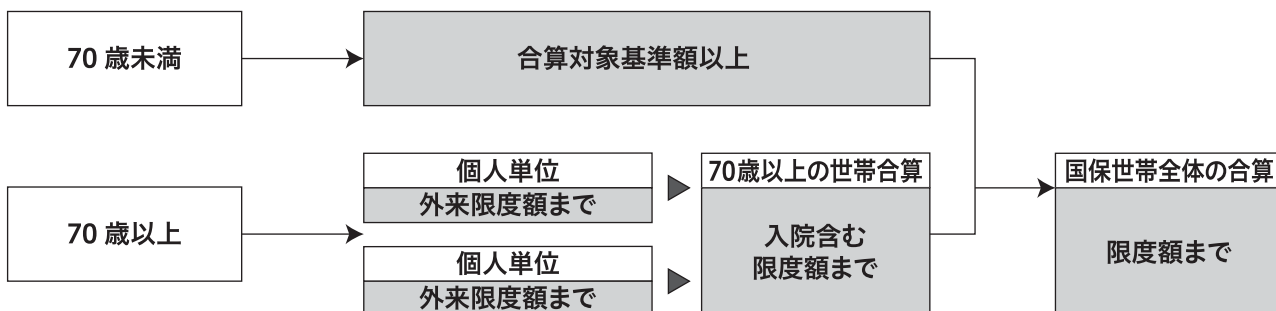 70 歳未満
合算対象基準額以上
70 歳以上
個人単位
外来限度額まで
個人単位
外来限度額まで
70歳以上の世帯合算
入院含む
限度額まで
国保世帯全体の合算
限度額まで